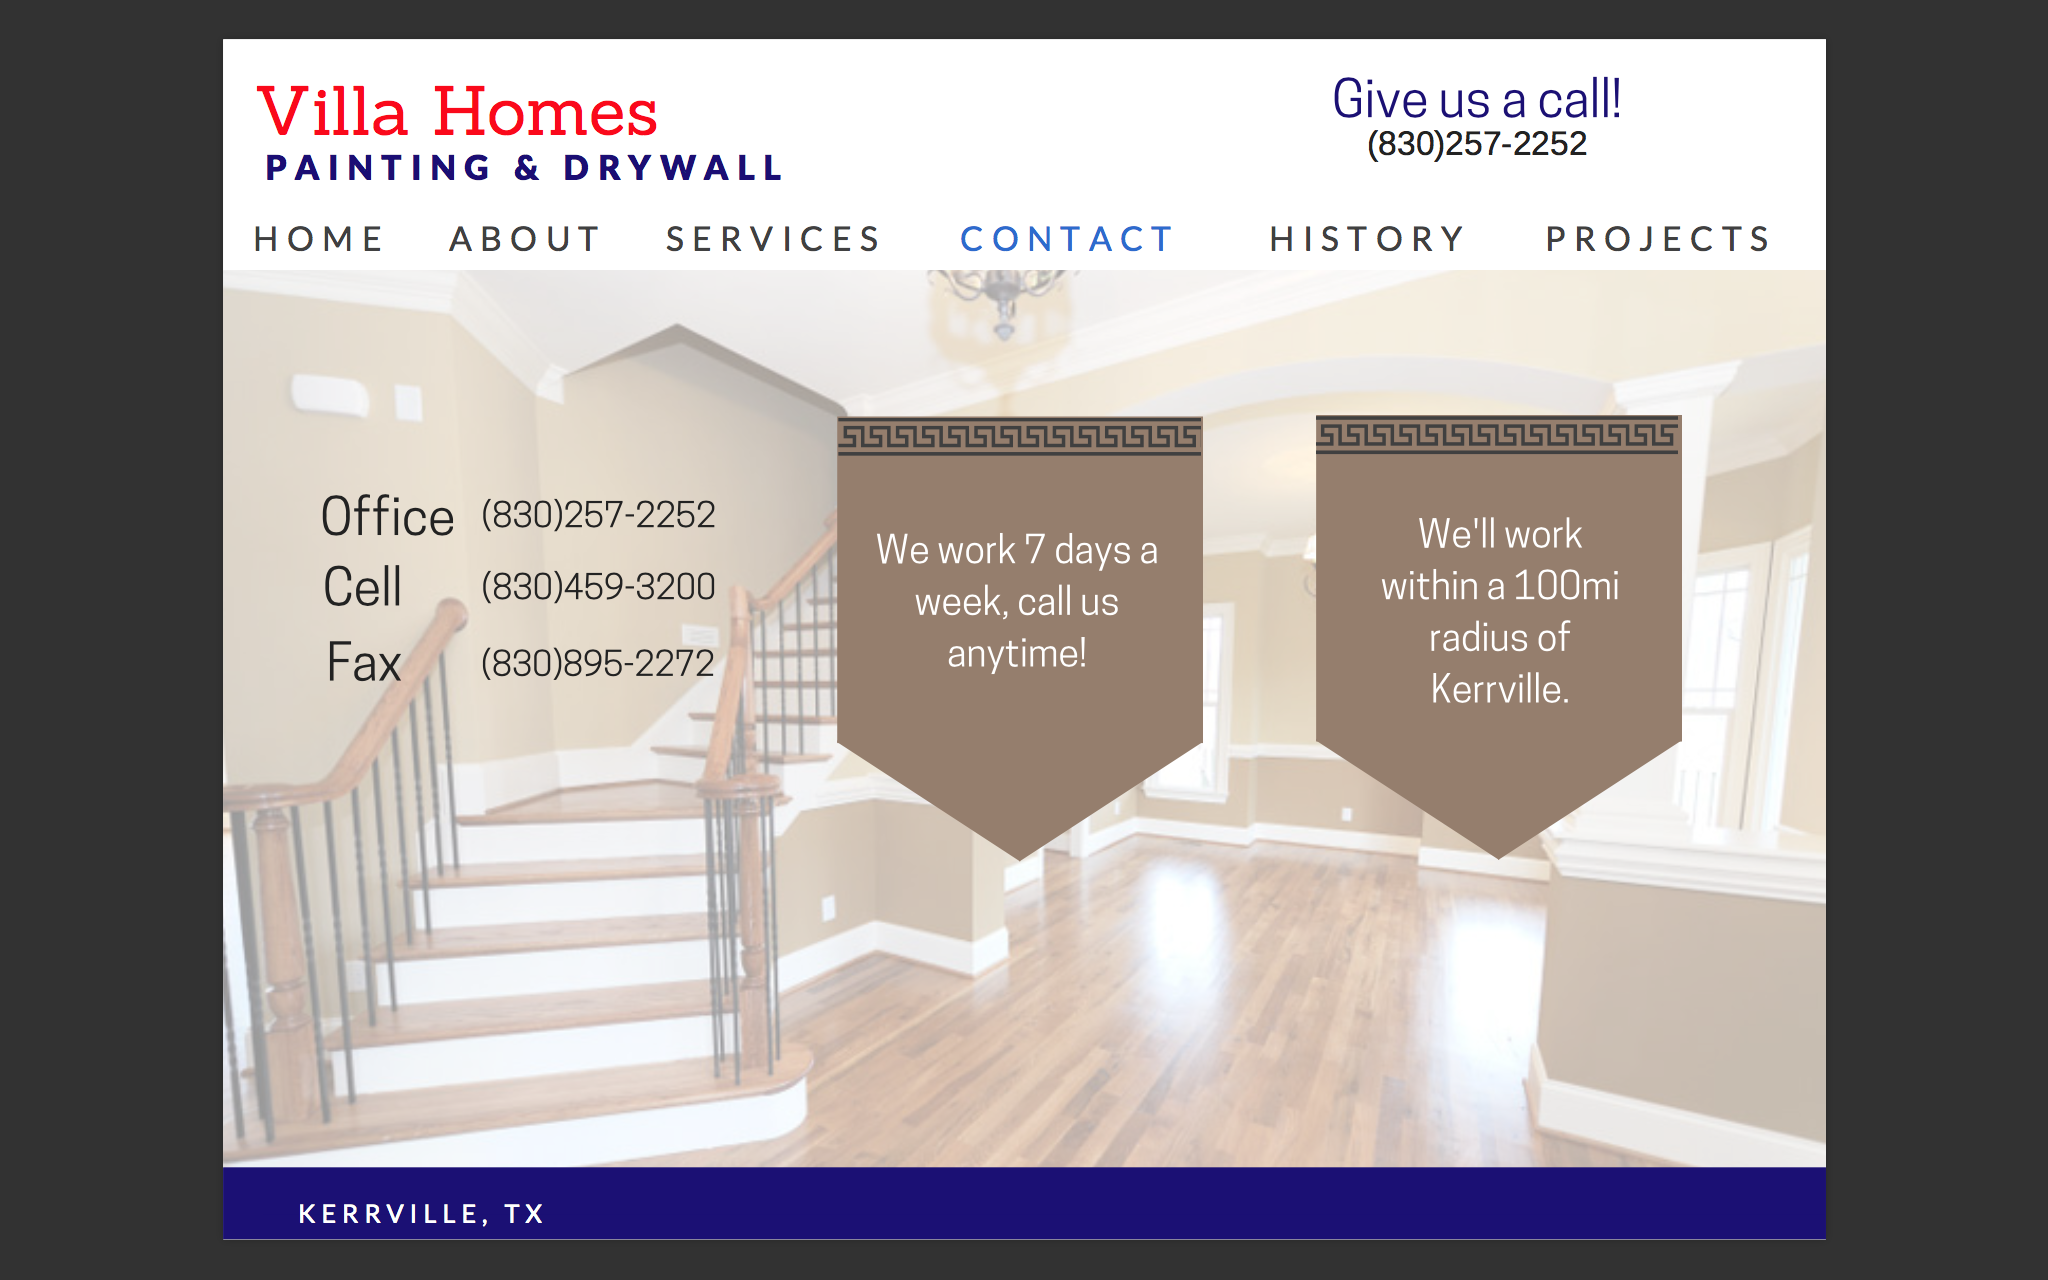 Villa Homes
PAINTING & DRYWALL
Give us a call!
(830)257-2252
HOME ABOUT SERVICES CONTACT HISTORY PROJECTS
Office (830)257-2252
Cell (830)459-3200
Fax (830)895-2272
We work 7 days a
week, call us
anytime!
We'll work
within a 100mi
radius of
Kerrville.
KERRVILLE, TX